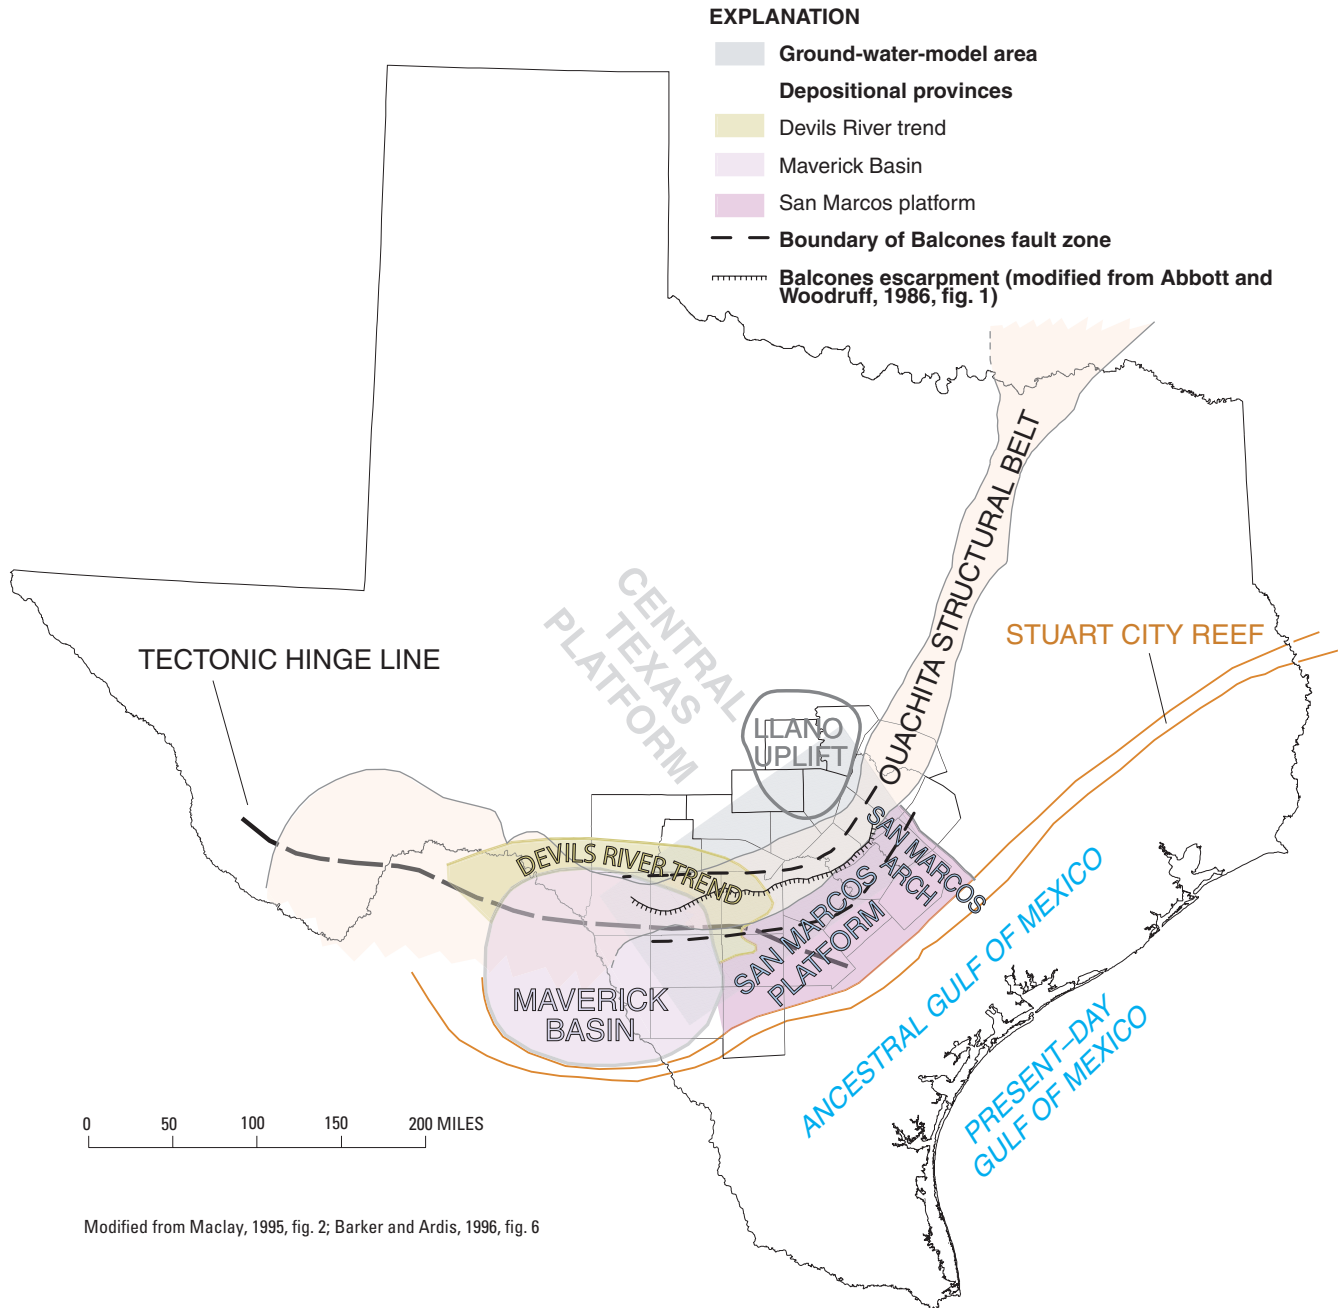 EXPLANATION
Ground-water-model area
Depositional provinces
Devils River trend
Maverick Basin
San Marcos platform
Boundary of Balcones fault zone
Balcones escarpment (modified from Abbott and
Woodruff, 1986, fig. 1)
OUACHITA STRUCTURAL BELT
CENTRAL
TEXAS
PLATFORM
STUART CITY REEF
TECTONIC HINGE LINE
LLANO
UPLIFT
DEVILS RIVER TREND
SAN MARCOS
ARCH
SAN MARCOS
PLATFORM
MAVERICK
BASIN
ANCESTRAL GULF OF MEXICO
PRESENT–DAY
GULF OF MEXICO
0 50 100 150 200 MILES
Modified from Maclay, 1995, fig. 2; Barker and Ardis, 1996, fig. 6